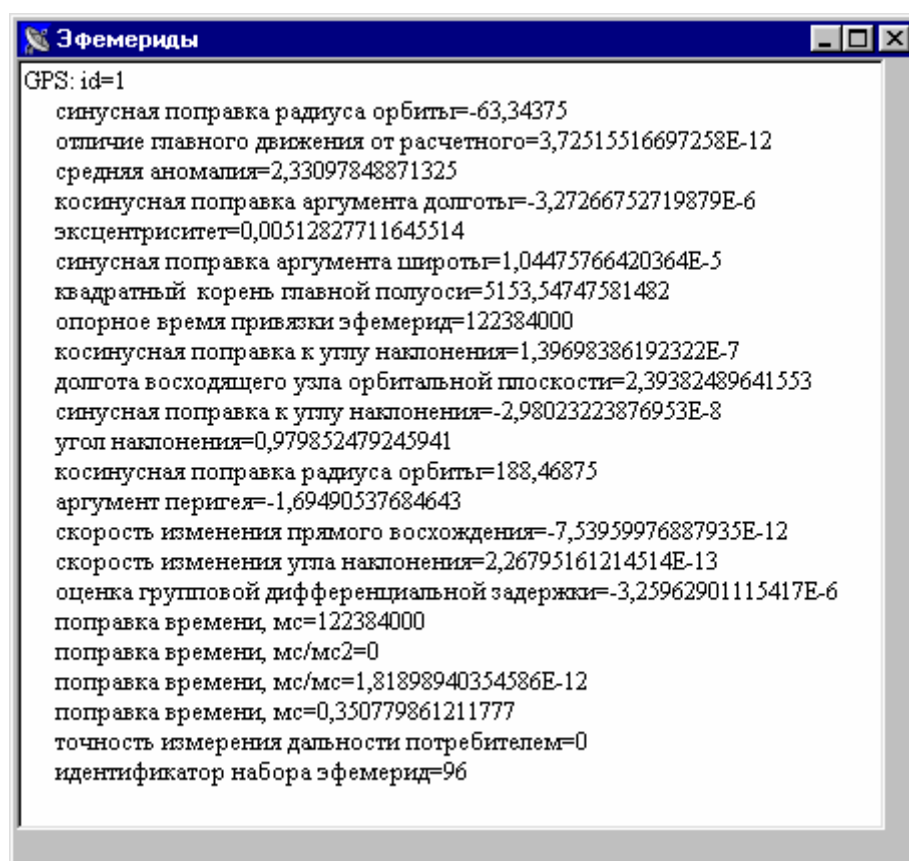 Эфемериды
GPS: id=1
синусная поправка радиуса орбиты=-63,34375
отличие главного движения от расчетного=3,72515516697258E-12
средняя аномалия=2,33097848871325
косинусная поправка аргумента долготы=-3,27266752719879E-6
эксцентриситет=0,00512827711645514
синусная поправка аргумента широты=1,04475766420364E-5
квадратный корень главной полуоси=5153,54747581482
опорное время привязки эфемерид=122384000
косинусная поправка к углу наклонения=1,39698386192322E-7
долгота восходящего узла орбитальной плоскости=2,39382489641553
синусная поправка к углу наклонения=-2,98023223876953E-8
угол наклонения=0,979852479245941
косинусная поправка радиуса орбиты=188,46875
аргумент перигея=-1,69490537684643
скорость изменения прямого восхождения=-7,53959976887935E-12
скорость изменения угла наклонения=2,26795161214514E-13
оценка групповой дифференциальной задержки=-3,25962901115417E-6
поправка времени, мс=122384000
поправка времени, мс/мс2=0
поправка времени, мс/мс=1,81898940354586E-12
поправка времени, мс=0,350779861211777
точность измерения дальности потребителем=0
идентификатор набора эфемерид=96